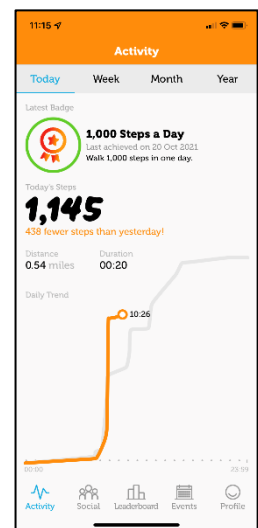 11:15
Activity
Today Week Month Year
Latest Badge
1,000 Steps a Day
Last achieved on 20 Oct 2021
Walk 1,000 steps in one day.
Today's Steps
1,145
438 fewer steps than yesterday!
Distance Duration
0.54 miles 00:20
Daily Trend
10:26
00:00 23:59
Activity Social Leaderboard Events Profile